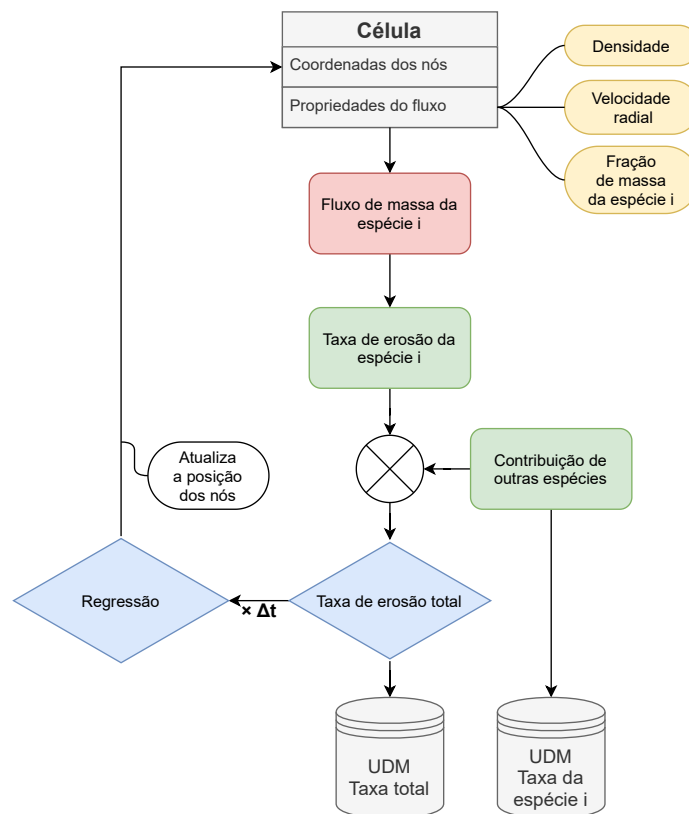 Célula
Coordenadas dos nós
Propriedades do fluxo
Densidade
Velocidade
radial
Fração
de massa
da espécie i
Fluxo de massa da
espécie i
Taxa de erosão da
espécie i
Contribuição de
outras espécies
Atualiza
a posição
dos nós
Regressão
× Δt
Taxa de erosão total
UDM
Taxa total
UDM
Taxa da
espécie i